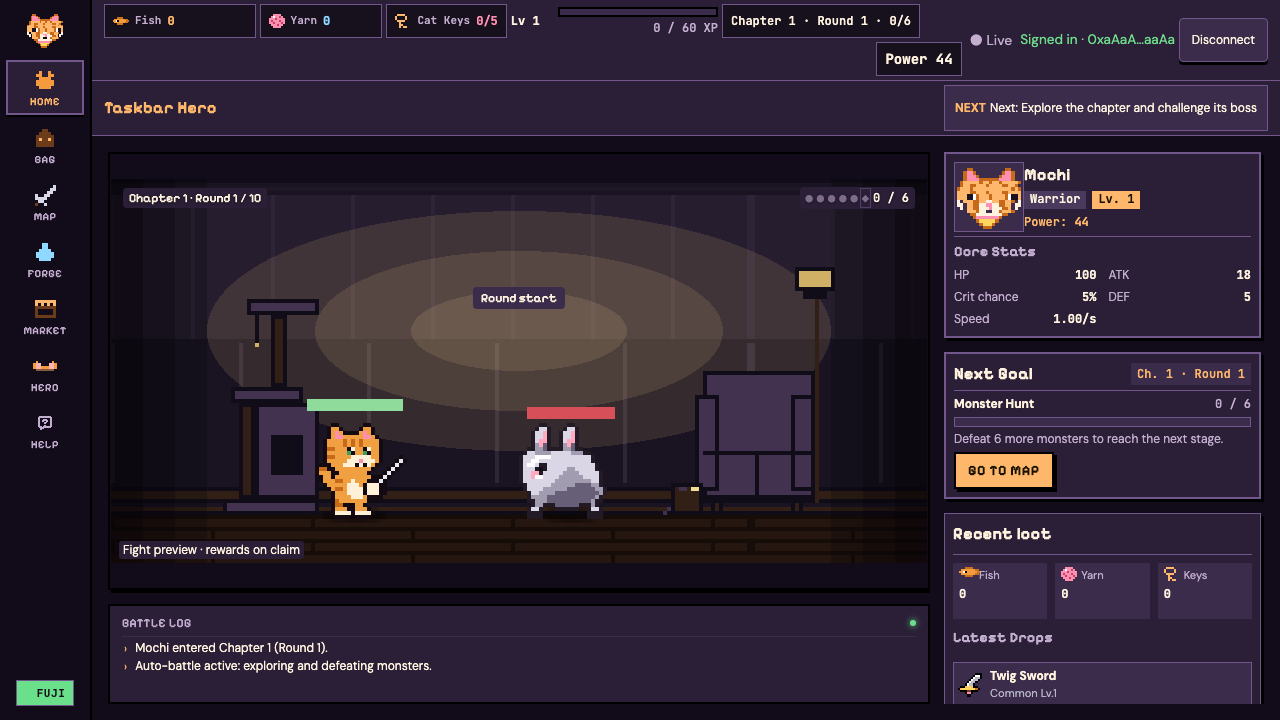 Fish 0
Yarn 0
Cat Keys 0/5
Lv 1
0 / 60 XP
Chapter 1 · Round 1 · 0/6
Power 44
Live
Signed in · 0xaAaA…aaAa
Disconnect
HOME
BAG
MAP
FORGE
MARKET
HERO
HELP
FUJI
Taskbar Hero
NEXT Next: Explore the chapter and challenge its boss
Chapter 1 · Round 1 / 10
0 / 6
Round start
Fight preview · rewards on claim
BATTLE LOG
› Mochi entered Chapter 1 (Round 1).
› Auto-battle active: exploring and defeating monsters.
Mochi
Warrior Lv. 1
Power: 44
Core Stats
HP 100 ATK 18
Crit chance 5% DEF 5
Speed 1.00/s
Next Goal
Ch. 1 · Round 1
Monster Hunt 0 / 6
Defeat 6 more monsters to reach the next stage.
GO TO MAP
Recent loot
Fish
0
Yarn
0
Keys
0
Latest Drops
Twig Sword
Common Lv.1